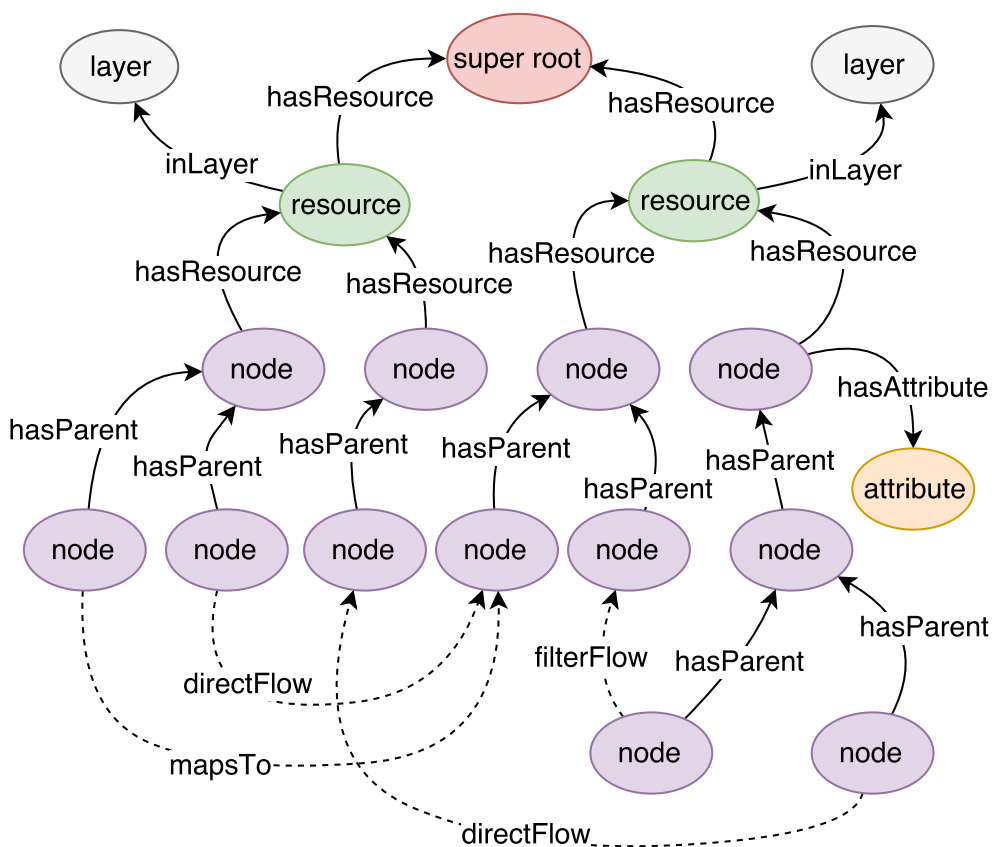 super root
layer
layer
hasResource
hasResource
inLayer
inLayer
resource
resource
hasResource
hasResource
hasResource
hasResource
node
node
node
node
hasAttribute
hasParent
hasParent
hasParent
hasParent
hasParent
hasParent
attribute
node
node
node
node
node
node
hasParent
filterFlow
hasParent
directFlow
node
node
mapsTo
directFlow